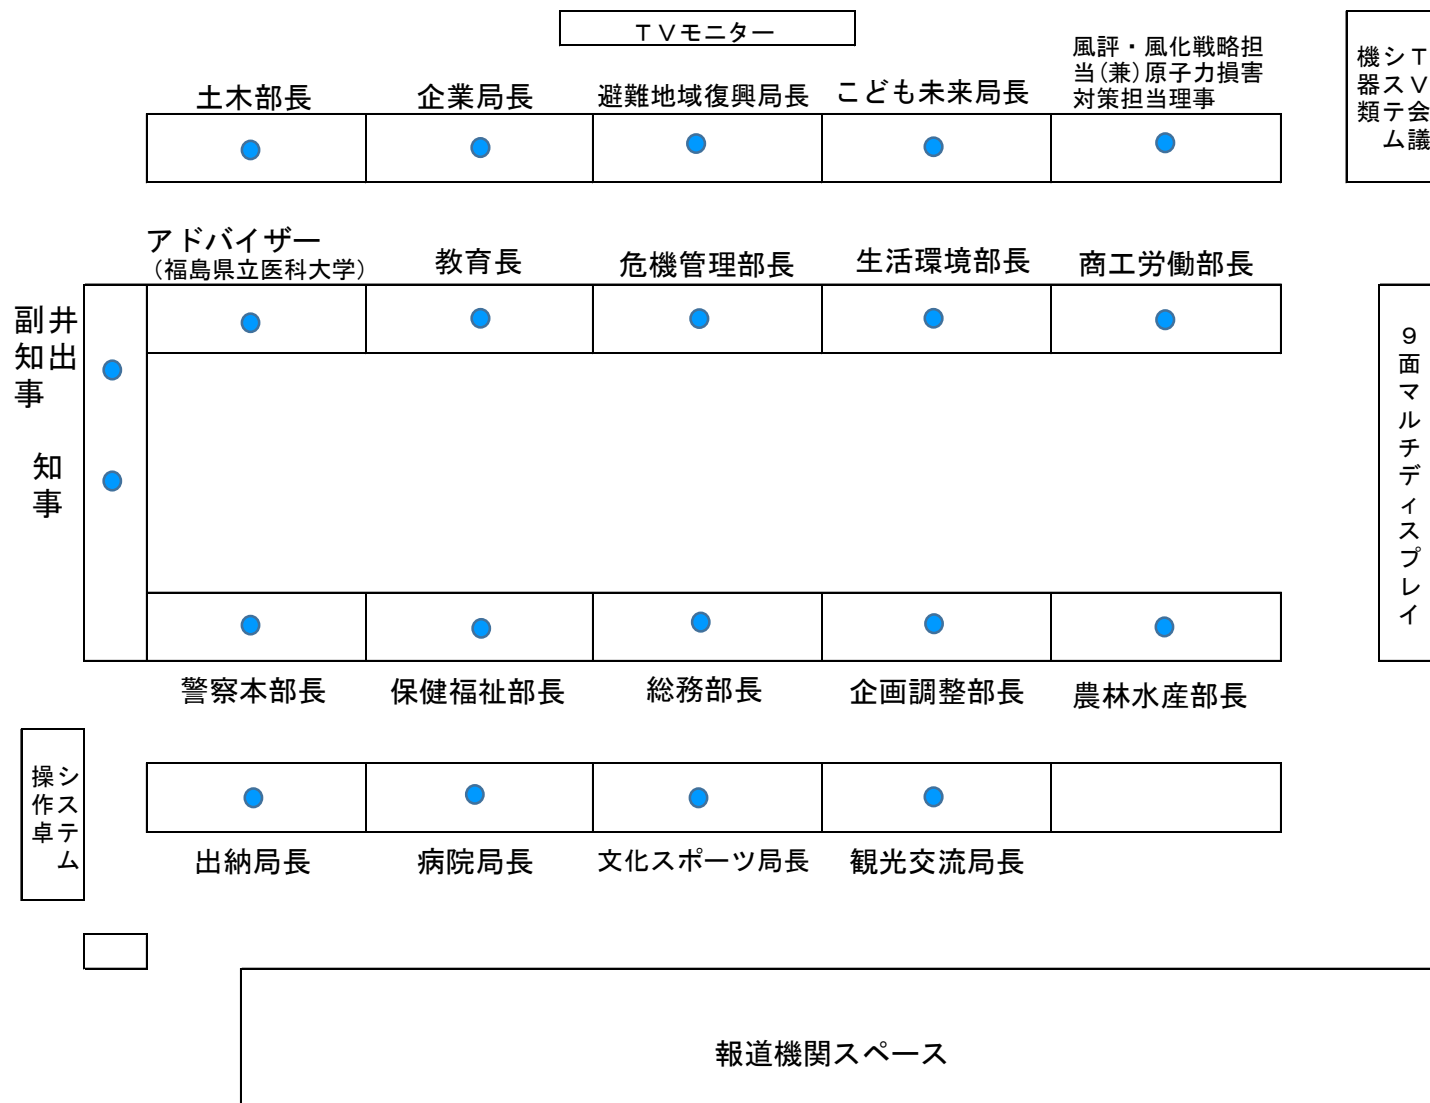 ＴＶモニター
土木部長
企業局長
避難地域復興局長
こども未来局長
風評・風化戦略担
当(兼)原子力損害
対策担当理事
ＴＶ会議
システム
機器類
アドバイザー
（福島県立医科大学）
教育長
危機管理部長
生活環境部長
商工労働部長
井出
副知事
知事
９面マルチディスプレイ
警察本部長
保健福祉部長
総務部長
企画調整部長
農林水産部長
システム
操作卓
出納局長
病院局長
文化スポーツ局長
観光交流局長
報道機関スペース